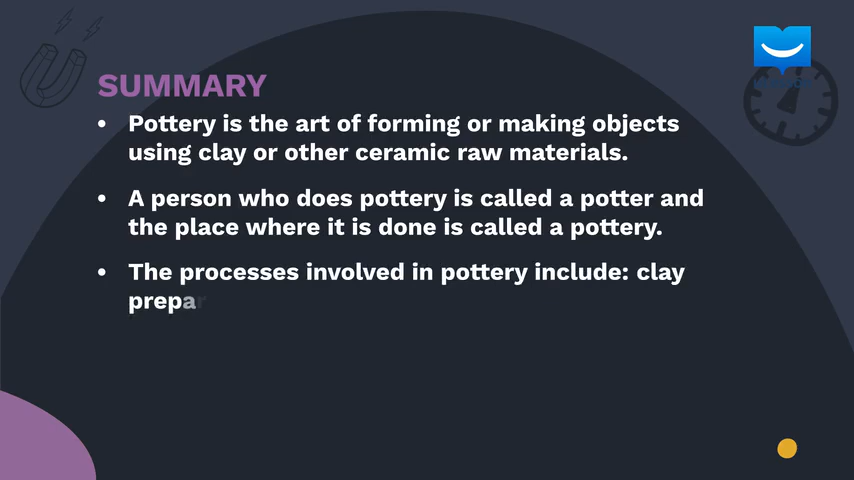 SUMMARY
• Pottery is the art of forming or making objects
using clay or other ceramic raw materials.
• A person who does pottery is called a potter and
the place where it is done is called a pottery.
• The processes involved in pottery include: clay
prepar